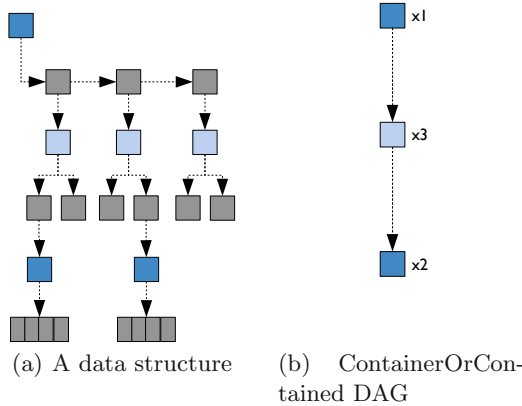 x1
x3
x2
(a) A data structure
(b) ContainerOrCon-
tained DAG